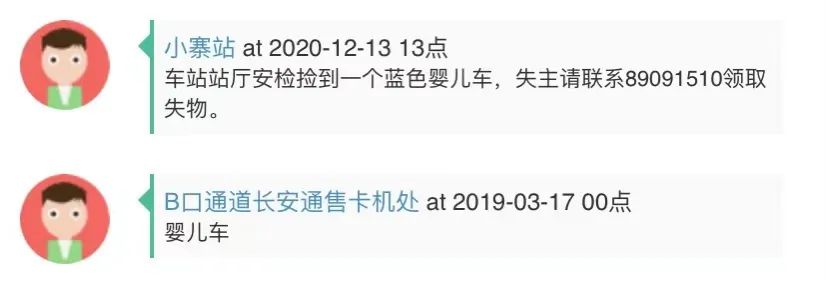 小寨站 at 2020-12-13 13点
车站站厅安检捡到一个蓝色婴儿车，失主请联系89091510领取
失物。
B口通道长安通售卡机处 at 2019-03-17 00点
婴儿车